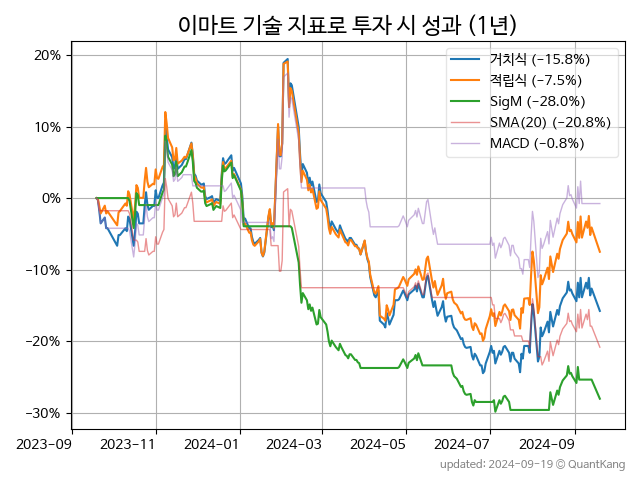 이마트 기술 지표로 투자 시 성과 (1년)
거치식 (−15.8%)
적립식 (−7.5%)
SigM (−28.0%)
SMA(20) (−20.8%)
MACD (−0.8%)
20%
10%
0%
−10%
−20%
−30%
2023-09 2023-11 2024-01 2024-03 2024-05 2024-07 2024-09
updated: 2024-09-19 © QuantKang